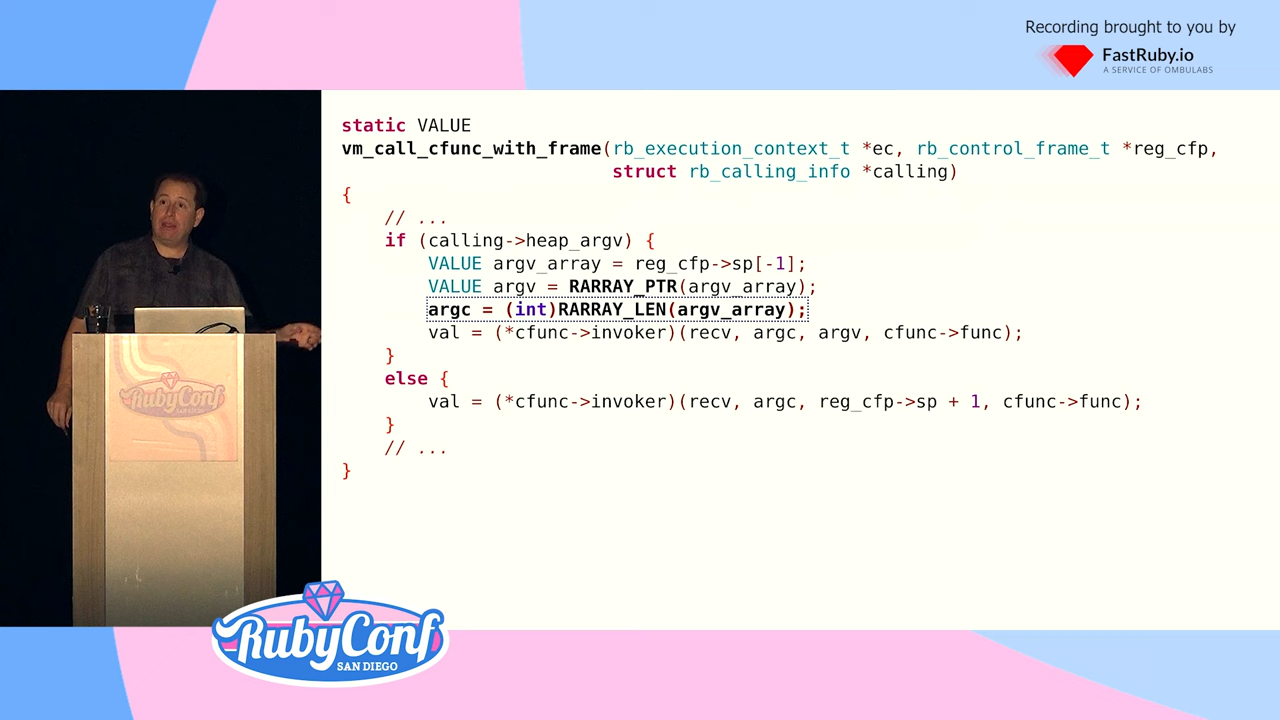 Recording brought to you by
FastRuby.io
A SERVICE OF OMBULABS
static VALUE
vm_call_cfunc_with_frame(rb_execution_context_t *ec, rb_control_frame_t *reg_cfp,
                         struct rb_calling_info *calling)
{
    // ...
    if (calling->heap_argv) {
        VALUE argv_array = reg_cfp->sp[-1];
        VALUE argv = RARRAY_PTR(argv_array);
        argc = (int)RARRAY_LEN(argv_array);
        val = (*cfunc->invoker)(recv, argc, argv, cfunc->func);
    }
    else {
        val = (*cfunc->invoker)(recv, argc, reg_cfp->sp + 1, cfunc->func);
    }
    // ...
}
RubyConf
SAN DIEGO
RubyConf
SAN DIEGO